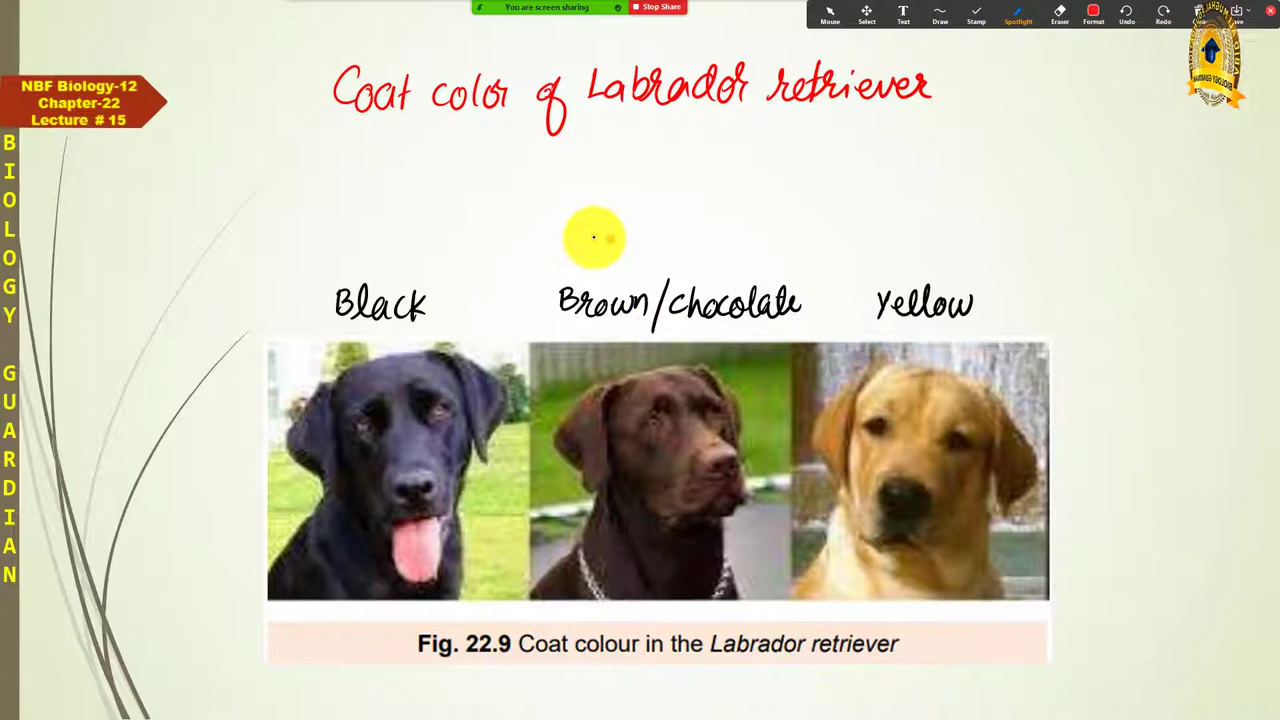 You are screen sharing
Stop Share
Mouse
Select
Text
Draw
Stamp
Spotlight
Eraser
Format
Undo
Redo
NBF Biology-12
Chapter-22
Lecture # 15
BIOLOGY GUARDIAN
Coat color of Labrador retriever
Black
Brown/chocolate
Yellow
Fig. 22.9 Coat colour in the Labrador retriever